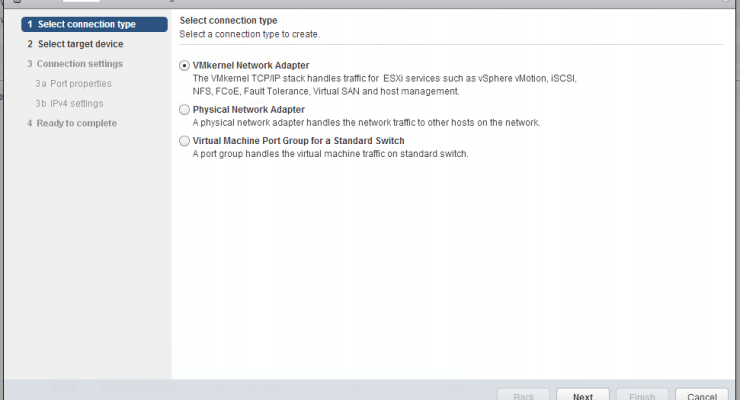 1 Select connection type
2 Select target device
3 Connection settings
3a Port properties
3b IPv4 settings
4 Ready to complete
Select connection type
Select a connection type to create.
VMkernel Network Adapter
The VMkernel TCP/IP stack handles traffic for ESXi services such as vSphere vMotion, iSCSI,
NFS, FCoE, Fault Tolerance, Virtual SAN and host management.
Physical Network Adapter
A physical network adapter handles the network traffic to other hosts on the network.
Virtual Machine Port Group for a Standard Switch
A port group handles the virtual machine traffic on standard switch.
Back Next Finish Cancel